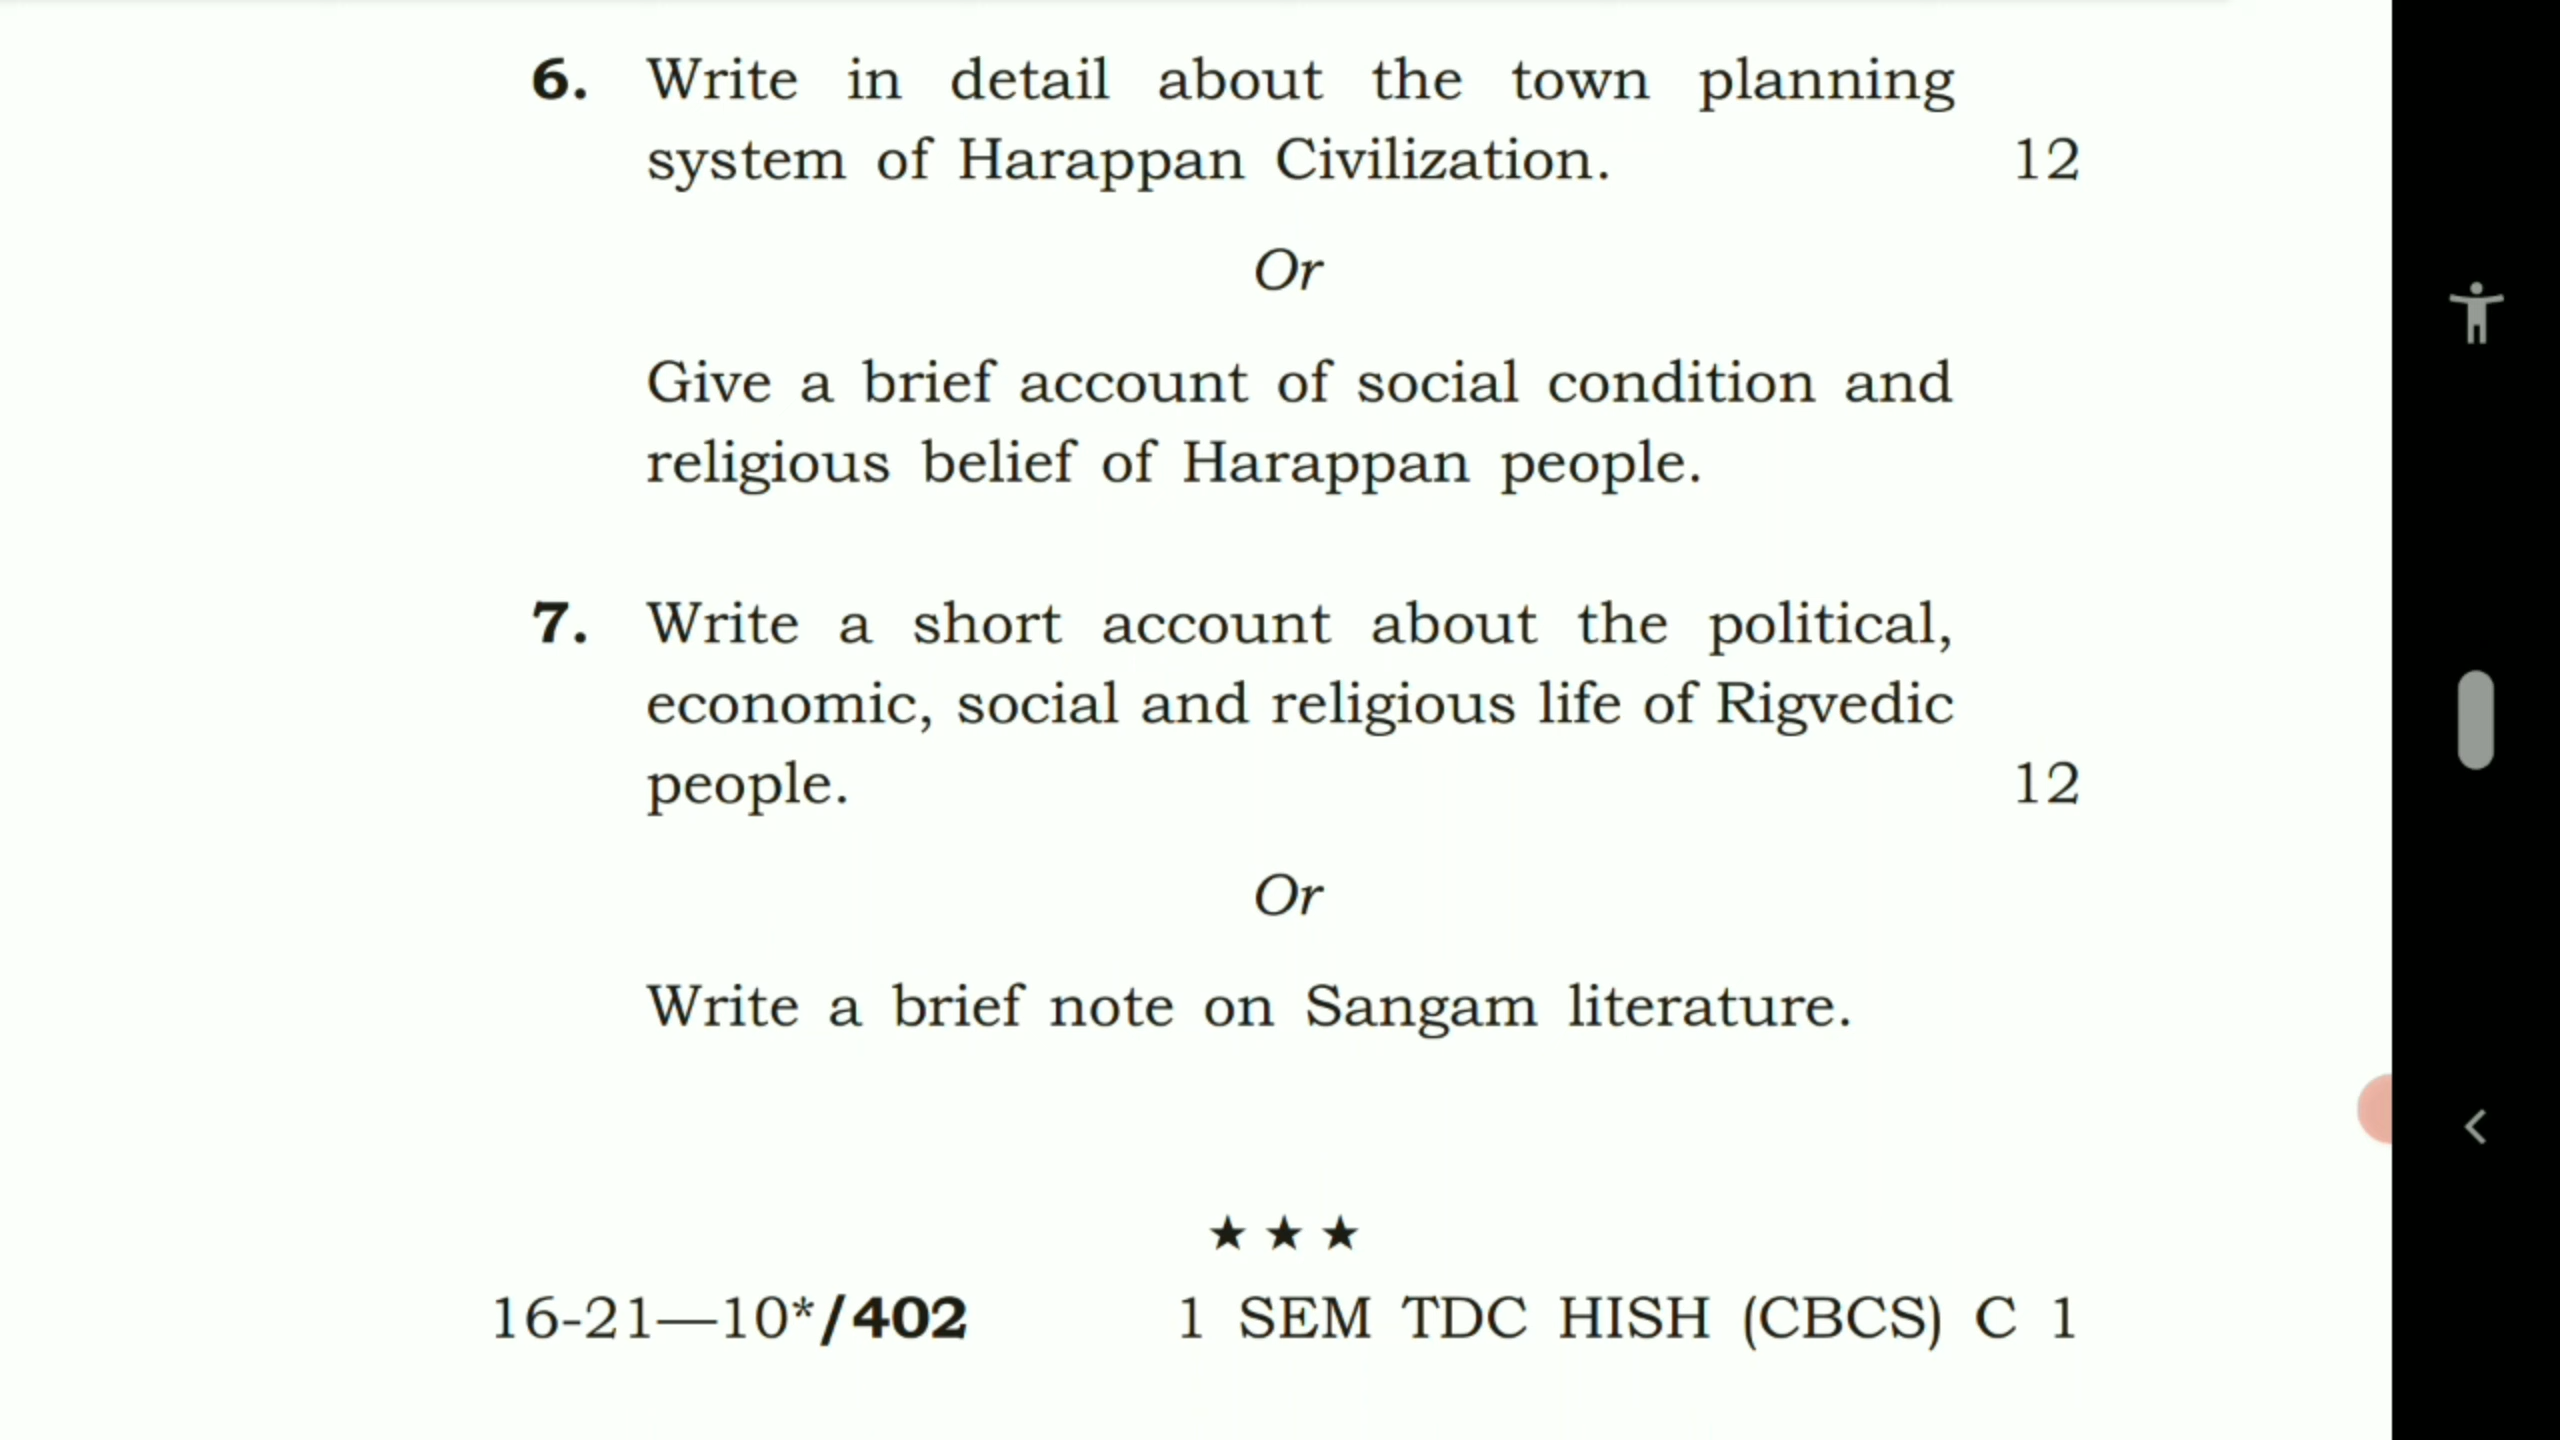 6. Write in detail about the town planning
system of Harappan Civilization. 12
Or
Give a brief account of social condition and
religious belief of Harappan people.
7. Write a short account about the political,
economic, social and religious life of Rigvedic
people. 12
Or
Write a brief note on Sangam literature.
★ ★ ★
16-21—10*/402 1 SEM TDC HISH (CBCS) C 1